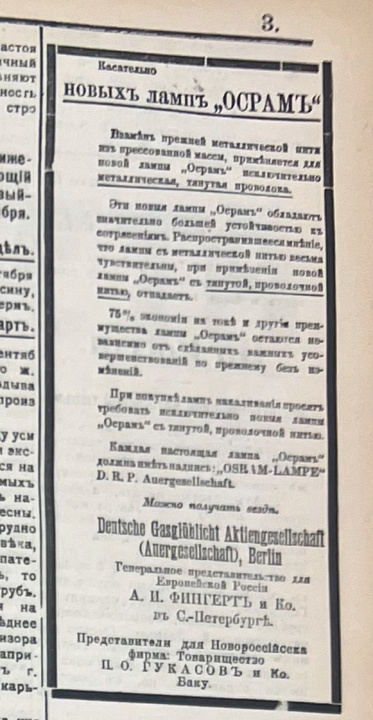 3.
Касательно
НОВЫХЪ ЛАМПЪ „ОСРАМЪ“
Взамѣнъ прежней металлической нити
изъ прессованной массы, примѣняется для
новой лампы „Осрамъ“ исключительно
металлическая, тянутая проволока.
Эти новыя лампы „Осрамъ“ обладаютъ
значительно большей устойчивостью къ
сотрясеніямъ. Распространившееся мнѣніе,
что лампы съ металлической нитью весьма
чувствительны, при примѣненіи новой
лампы „Осрамъ“ съ тянутой, проволочной
нитью, отпадаетъ.
75% экономіи на токѣ и другія преи-
мущества лампы „Осрамъ“ остаются не-
зависимо отъ сдѣланныхъ важныхъ усо-
вершенствованій по прежнему безъ из-
мѣненій.
При покупкѣ лампъ накаливанія просятъ
требовать исключительно новыя лампы
„Осрамъ“ съ тянутой, проволочной нитью.
Каждая настоящая лампа „Осрамъ“
должна имѣть надпись: „OSRAM-LAMPE“
D. R. P. Auergesellschaft.
Можно получать вездѣ.
Deutsche Gasglühlicht Aktiengesellschaft
(Auergesellschaft), Berlin
Генеральное представительство для
Европейской Россіи
А. И. ФИНГЕРТЪ и Ко.
въ С.-Петербургѣ.
Представители для Новороссійска
фирма: Товарищество
П. О. ГУКАСОВЪ и Ко.
Баку.